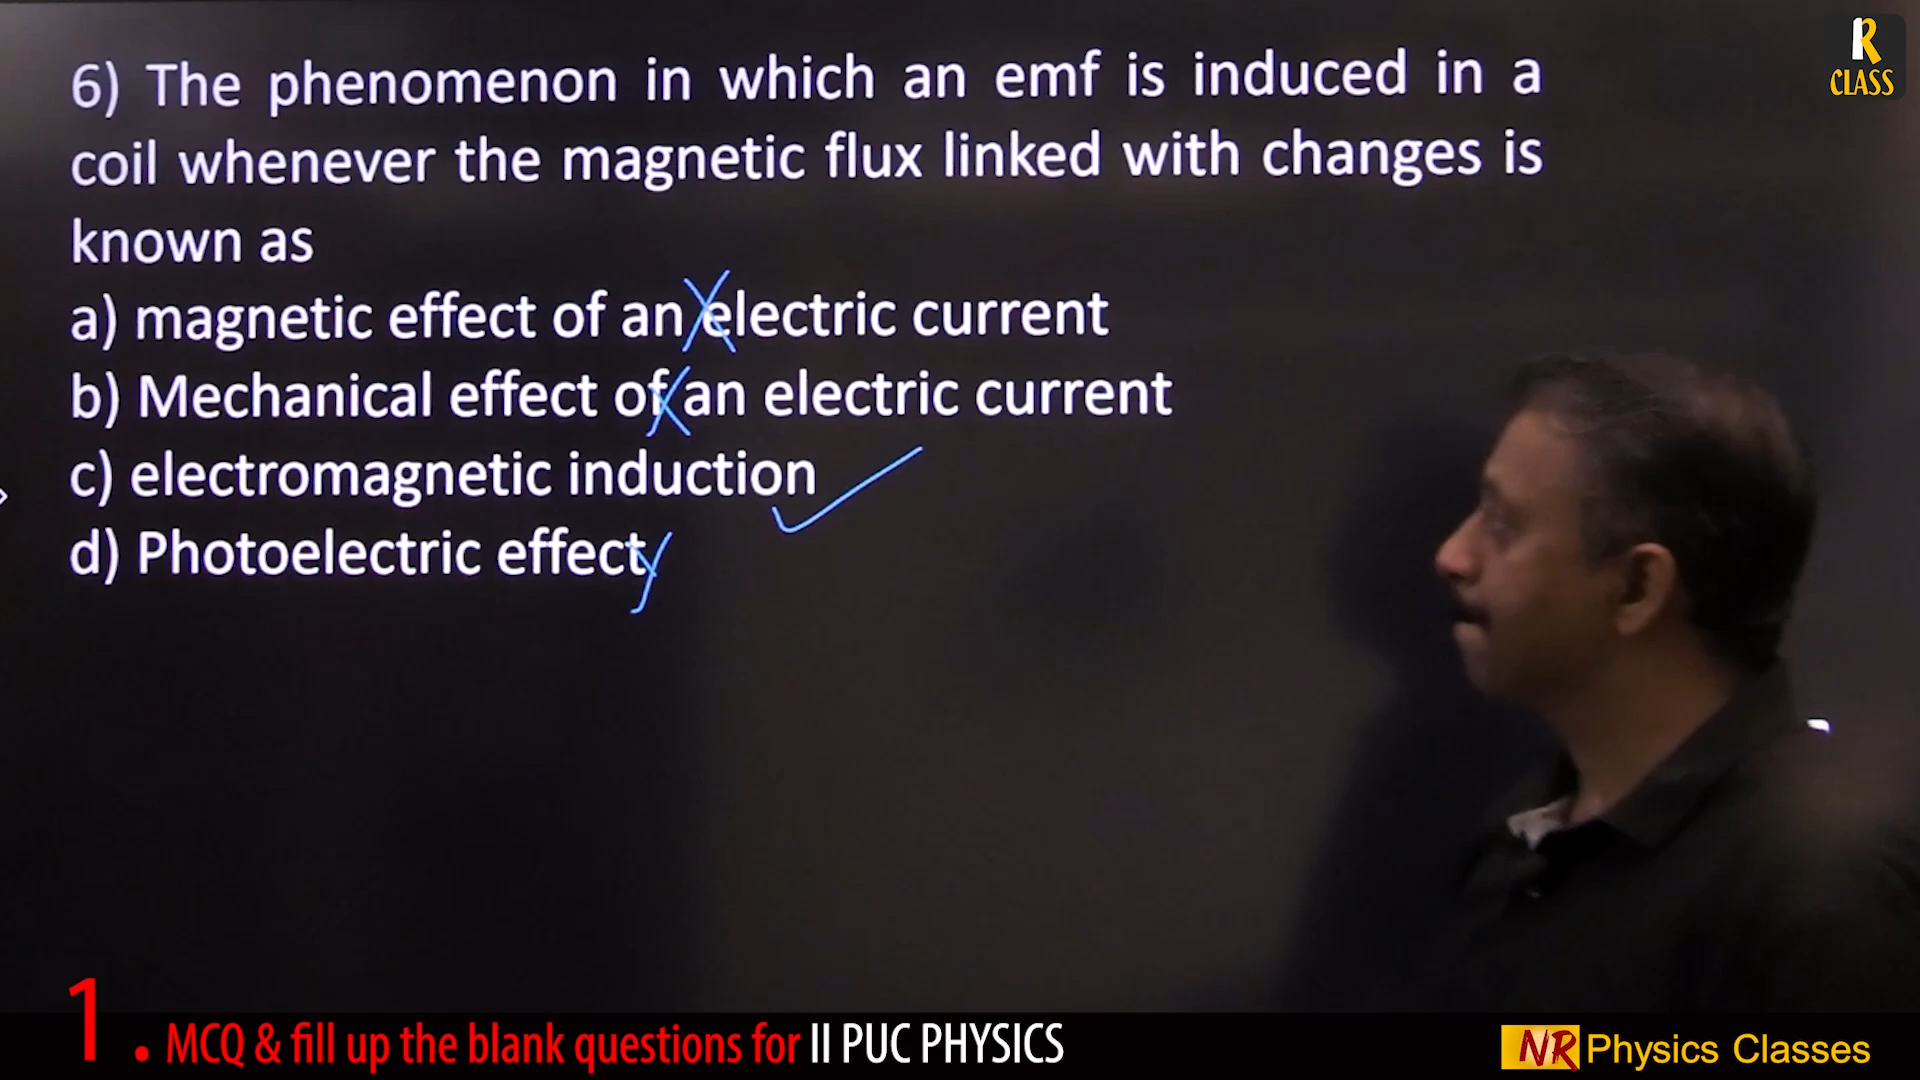 R
CLASS
6) The phenomenon in which an emf is induced in a
coil whenever the magnetic flux linked with changes is
known as
a) magnetic effect of an electric current
b) Mechanical effect of an electric current
c) electromagnetic induction
d) Photoelectric effect
1. MCQ & fill up the blank questions for II PUC PHYSICS
NR Physics Classes